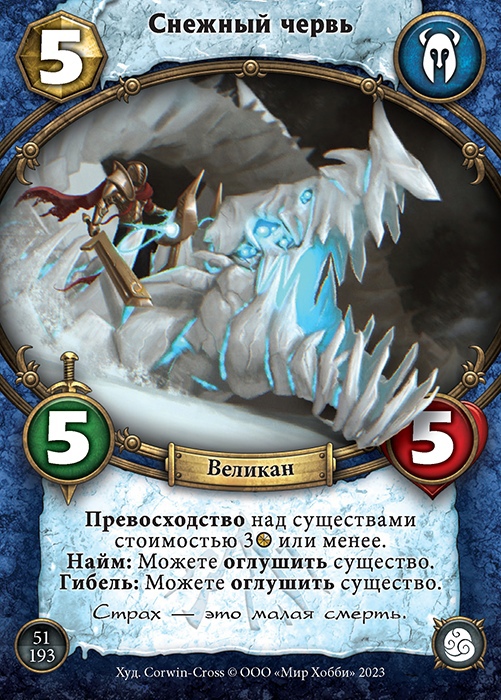 Снежный червь
5
5
5
Великан
Превосходство над существами
стоимостью 3 или менее.
Найм: Можете оглушить существо.
Гибель: Можете оглушить существо.
Страх — это малая смерть.
51
193
Худ. Corwin-Cross © ООО «Мир Хобби» 2023